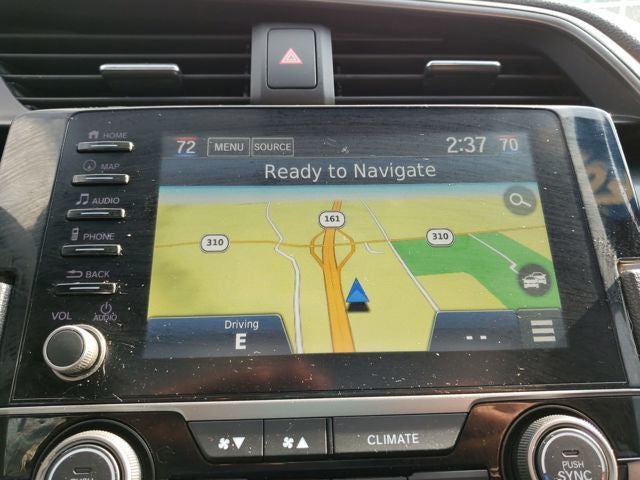 HOME
MAP
AUDIO
PHONE
BACK
VOL
AUDIO
72 MENU SOURCE 2:37 70
Ready to Navigate
161
310 310
Driving
E
--
CLIMATE
PUSH
PUSH
SYNC